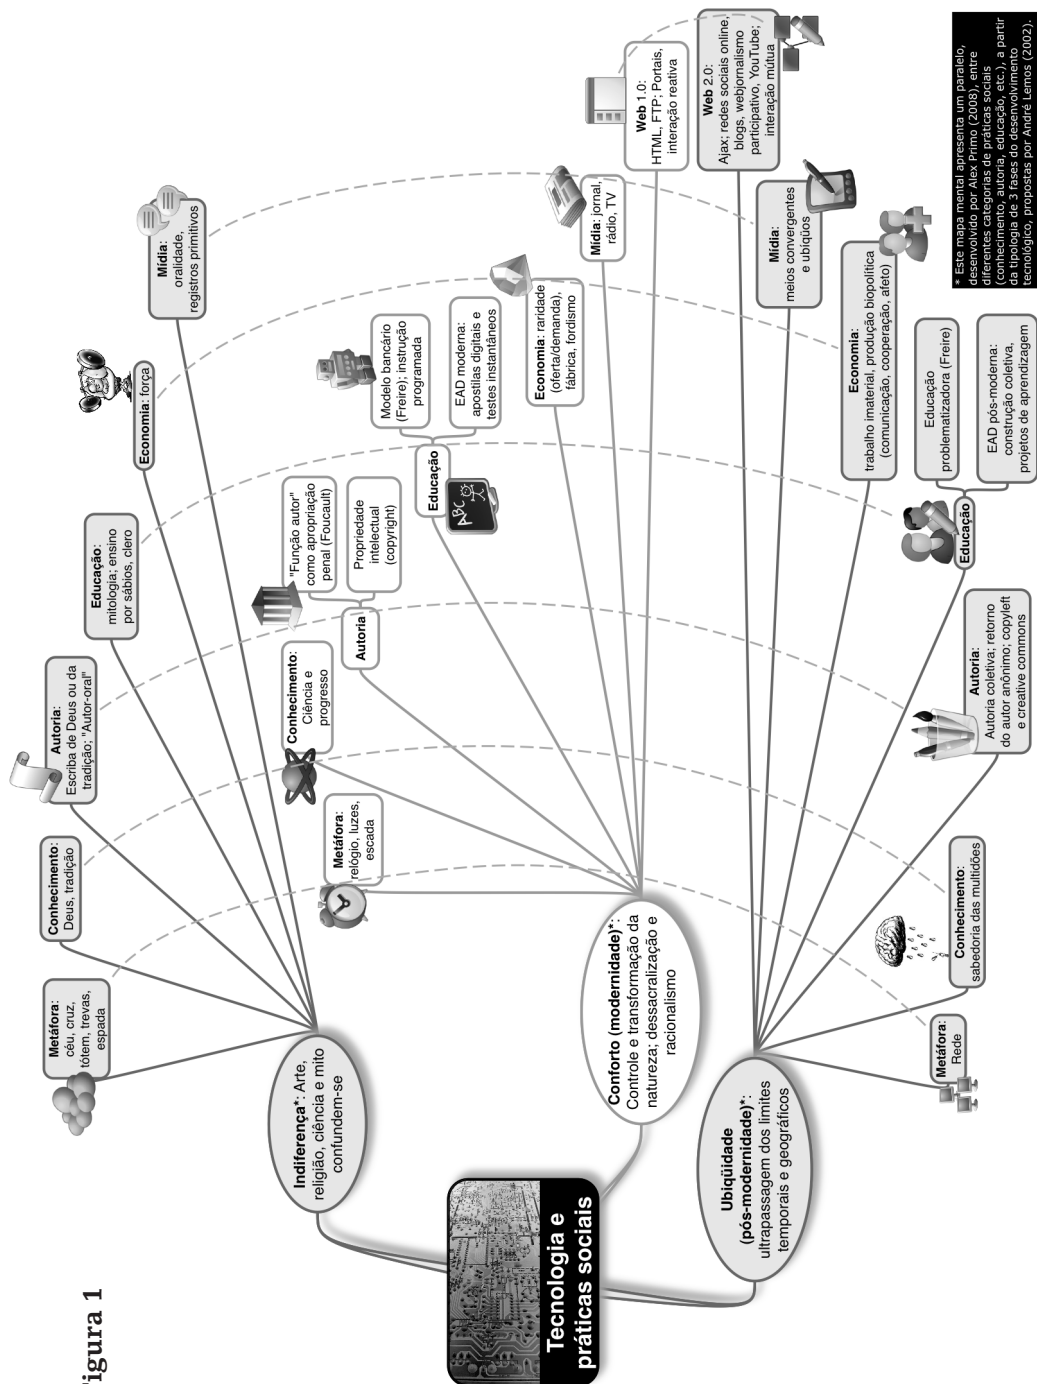 Figura 1
Tecnologia e
práticas sociais
Indiferença*: Arte,
religião, ciência e mito
confundem-se
Metáfora:
céu, cruz,
tótem, trevas,
espada
Conhecimento:
Deus, tradição
Autoria:
Escriba de Deus ou da
tradição; "Autor-oral"
Educação:
mitologia; ensino
por sábios, clero
Economia: força
Mídia:
oralidade,
registros primitivos
Conforto (modernidade)*:
Controle e transformação da
natureza; dessacralização e
racionalismo
Metáfora:
relógio, luzes,
escada
Conhecimento:
Ciência e
progresso
Autoria
"Função autor"
como apropriação
penal (Foucault)
Propriedade
intelectual
(copyright)
Educação
ABC
Modelo bancário
(Freire); instrução
programada
EAD moderna:
apostilas digitais e
testes instantâneos
Economia: raridade
(oferta/demanda),
fábrica, fordismo
Mídia: jornal,
rádio, TV
Web 1.0:
HTML, FTP; Portais,
interação reativa
Ubiqüidade
(pós-modernidade)*:
ultrapassagem dos limites
temporais e geográficos
Web 2.0:
Ajax; redes sociais online,
blogs, webjornalismo
participativo, YouTube;
interação mútua
Mídia:
meios convergentes
e ubiqüos
Economia:
trabalho imaterial, produção biopolítica
(comunicação, cooperação, afeto)
Educação
Educação
problematizadora (Freire)
EAD pós-moderna:
construção coletiva,
projetos de aprendizagem
Autoria:
Autoria coletiva; retorno
do autor anônimo; copyleft
e creative commons
Conhecimento:
sabedoria das multidões
Metáfora:
Rede
* Este mapa mental apresenta um paralelo,
desenvolvido por Alex Primo (2008), entre
diferentes categorias de práticas sociais
(conhecimento, autoria, educação, etc.), a partir
da tipologia de 3 fases do desenvolvimento
tecnológico, propostas por André Lemos (2002).